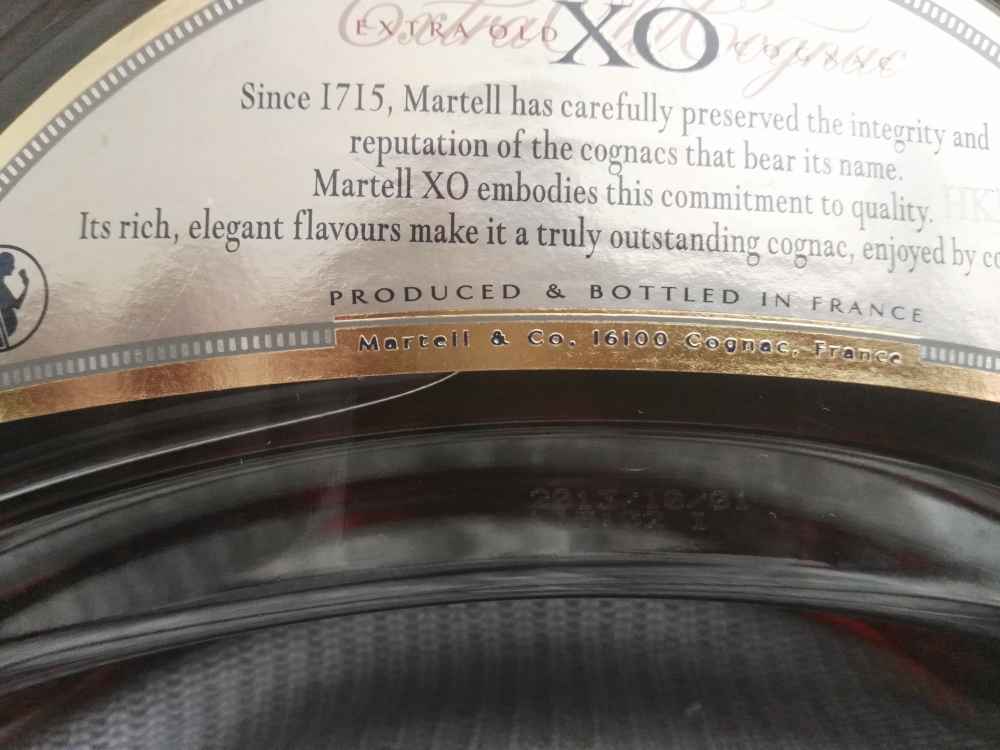 EXTRA OLD XO COGNAC
Since 1715, Martell has carefully preserved the integrity and
reputation of the cognacs that bear its name.
Martell XO embodies this commitment to quality.
Its rich, elegant flavours make it a truly outstanding cognac, enjoyed by
PRODUCED & BOTTLED IN FRANCE
Martell & Co. 16100 Cognac, France